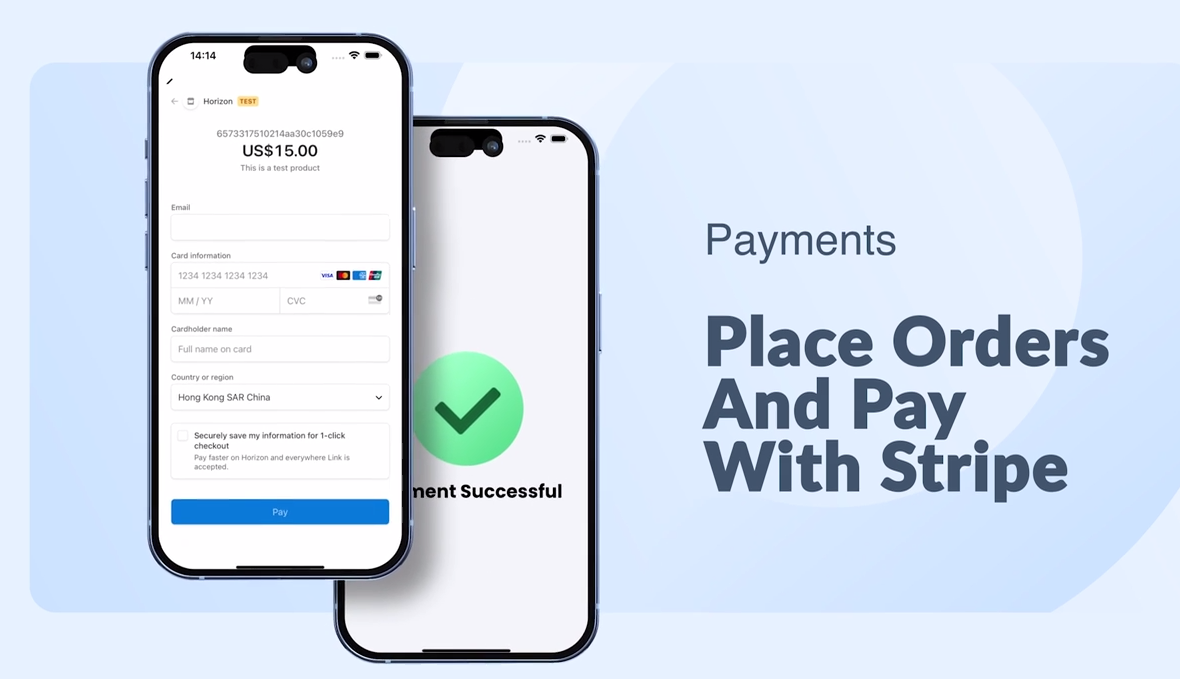 14:14
Horizon TEST
6573317510214aa30c1059e9
US$15.00
This is a test product
Email
Card information
1234 1234 1234 1234 VISA
MM / YY CVC
Cardholder name
Full name on card
Country or region
Hong Kong SAR China
Securely save my information for 1-click
checkout
Pay faster on Horizon and everywhere Link is
accepted.
Pay
ment Successful
Payments
Place Orders
And Pay
With Stripe